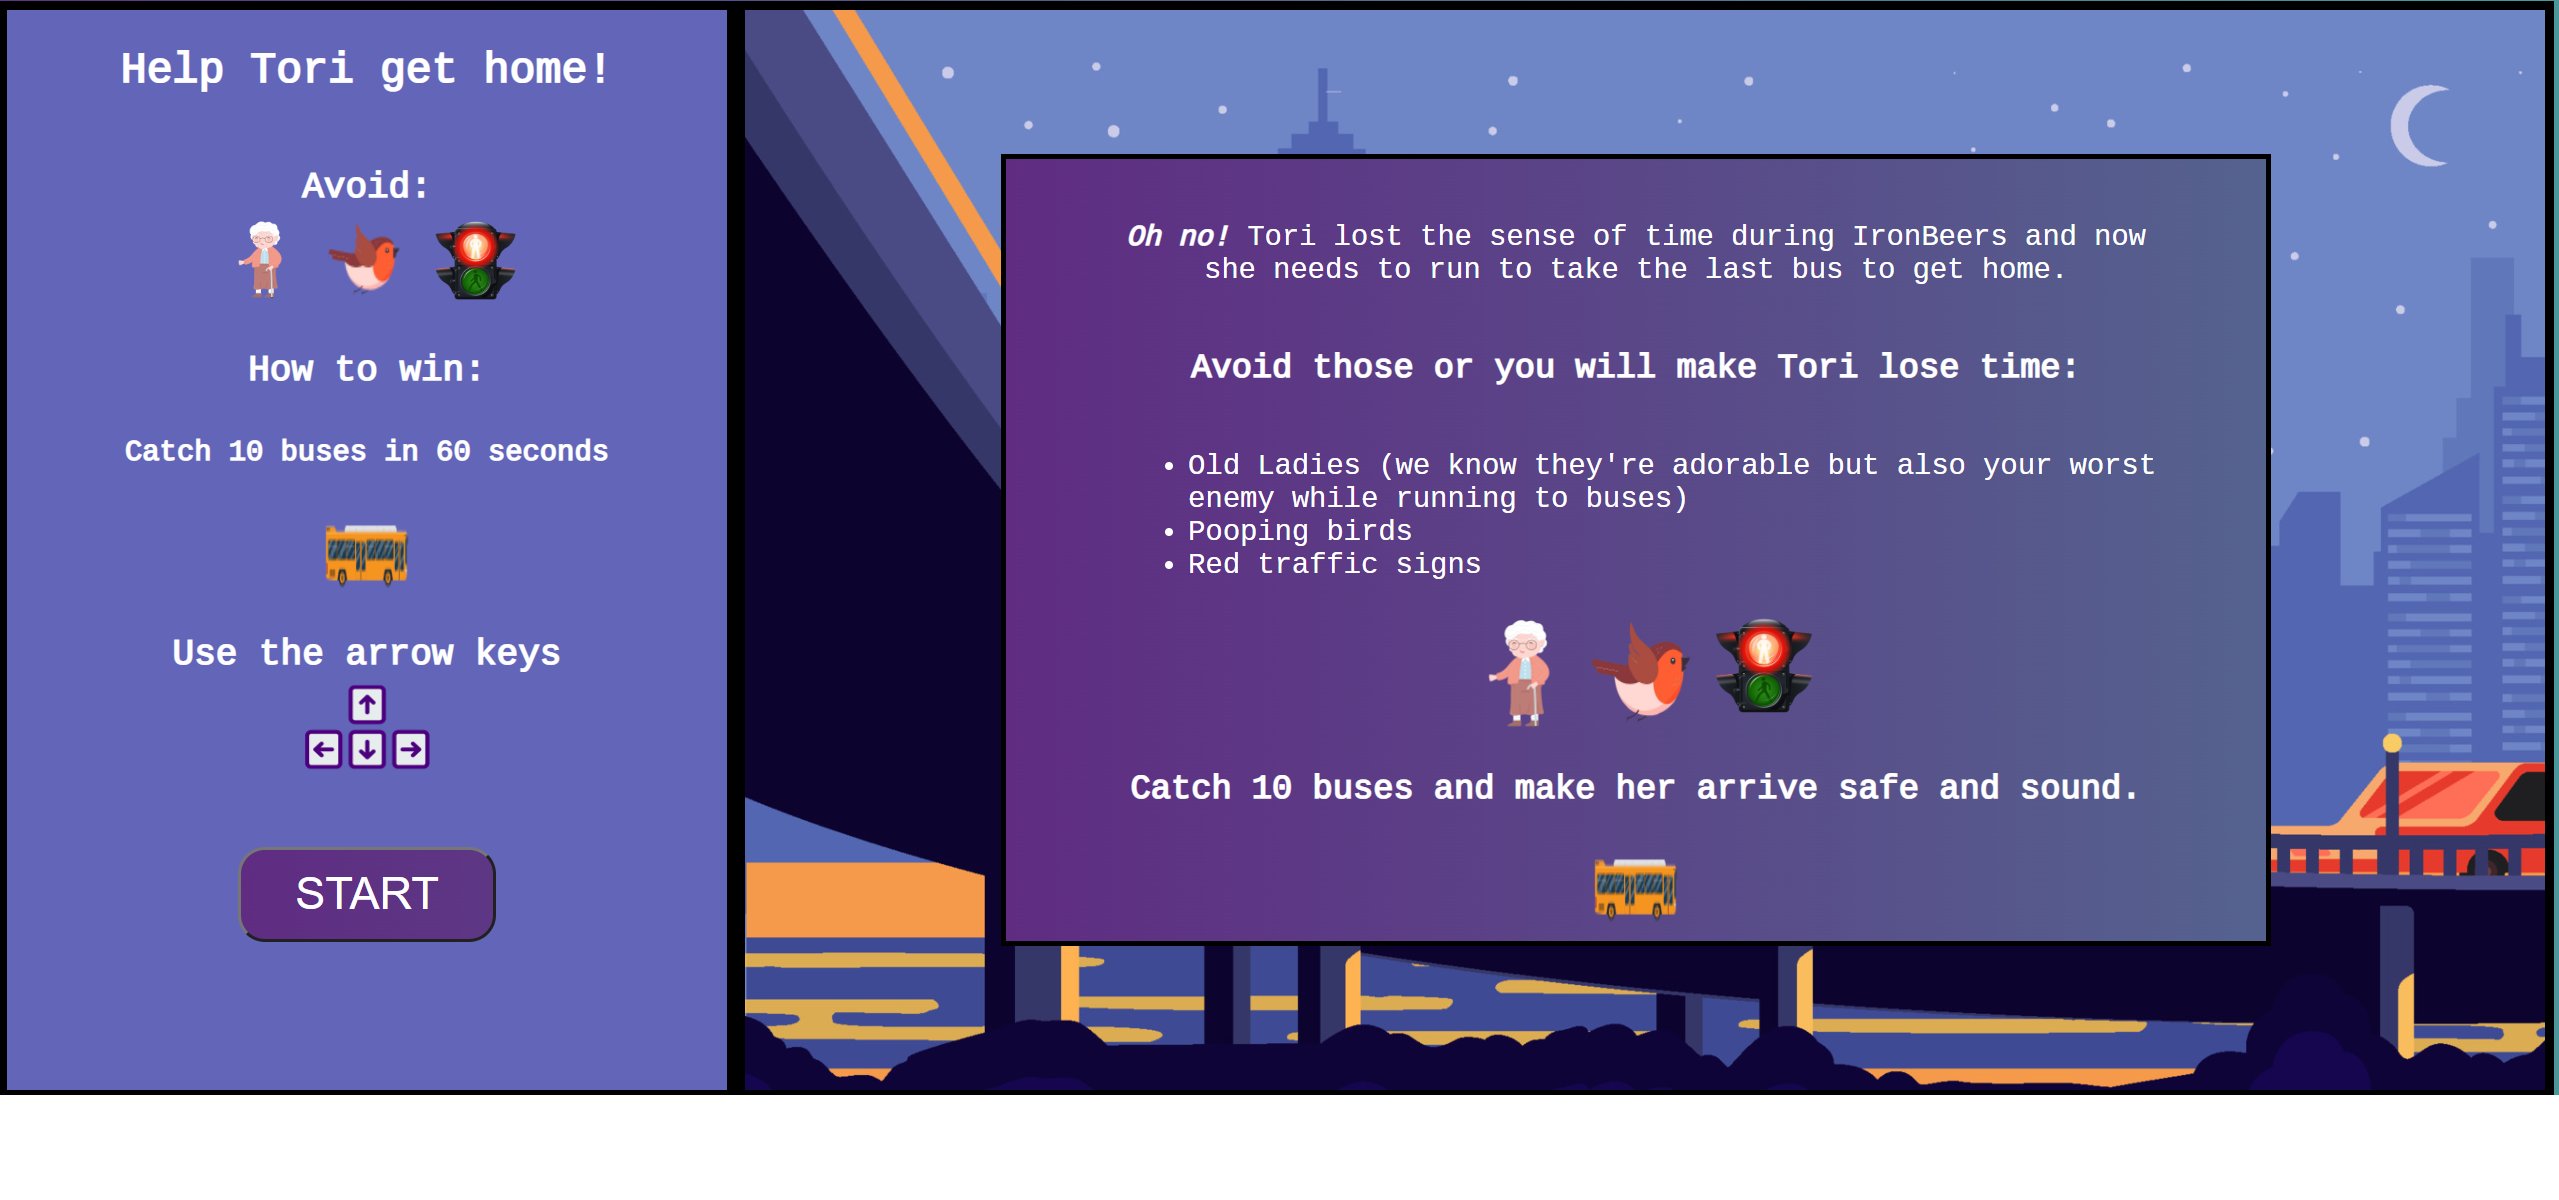 Help Tori get home!
Avoid:
How to win:
Catch 10 buses in 60 seconds
Use the arrow keys
START
Oh no! Tori lost the sense of time during IronBeers and now
she needs to run to take the last bus to get home.
Avoid those or you will make Tori lose time:
• Old Ladies (we know they're adorable but also your worst
enemy while running to buses)
• Pooping birds
• Red traffic signs
Catch 10 buses and make her arrive safe and sound.